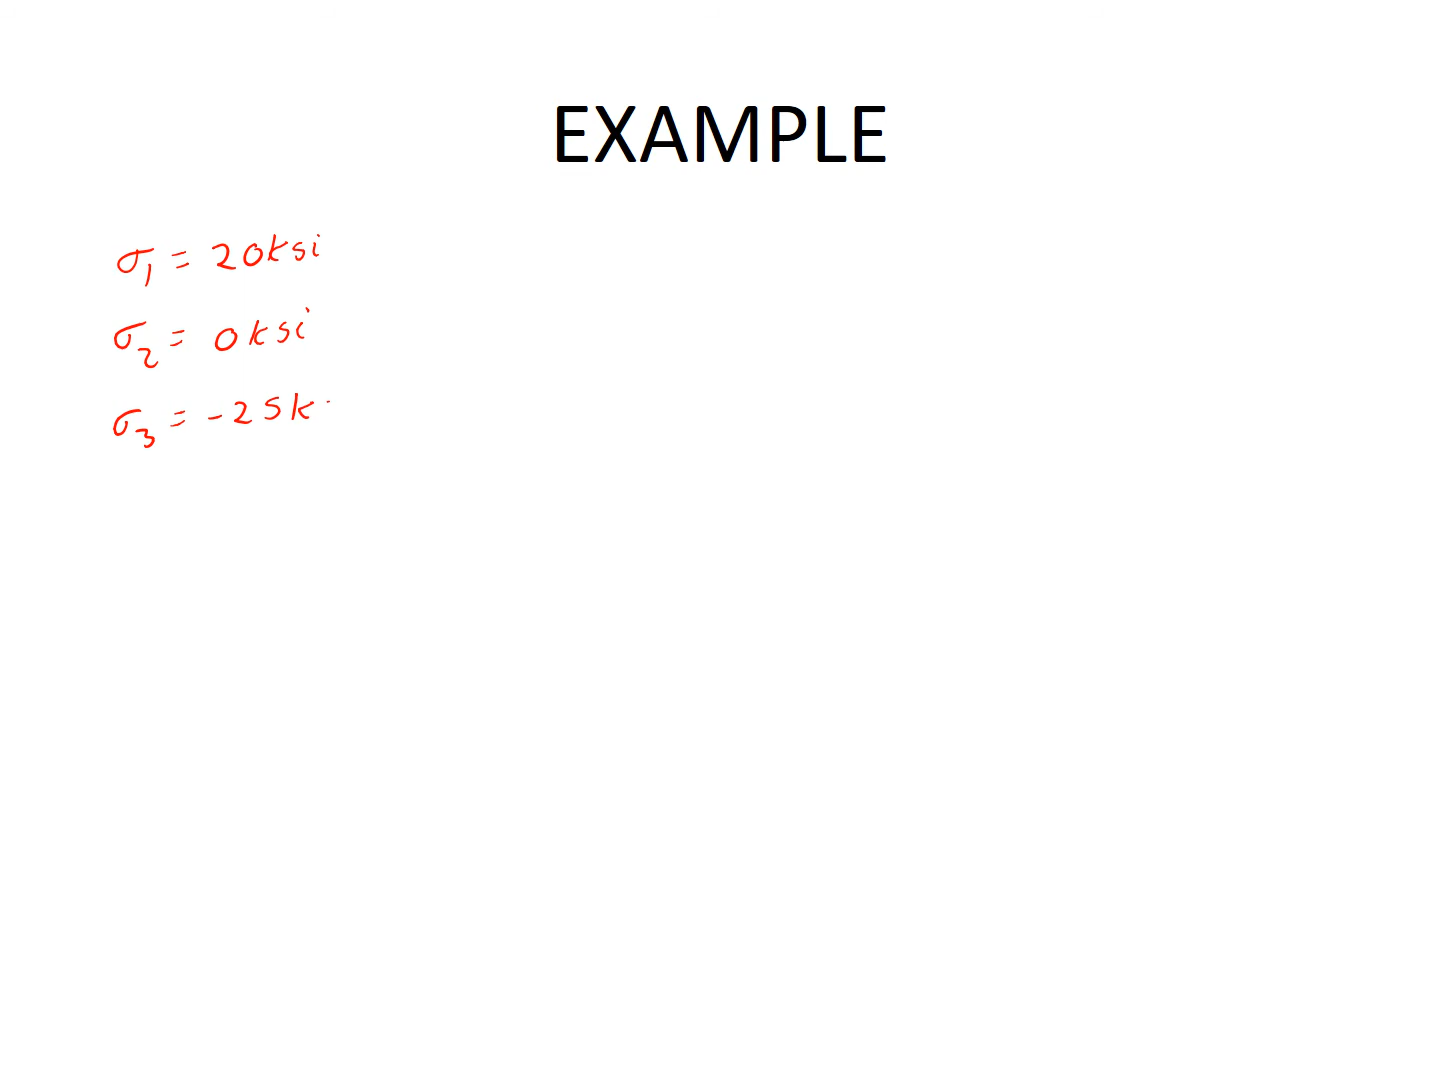 EXAMPLE
σ₁ = 20ksi
σ₂ = 0ksi
σ₃ = -25k